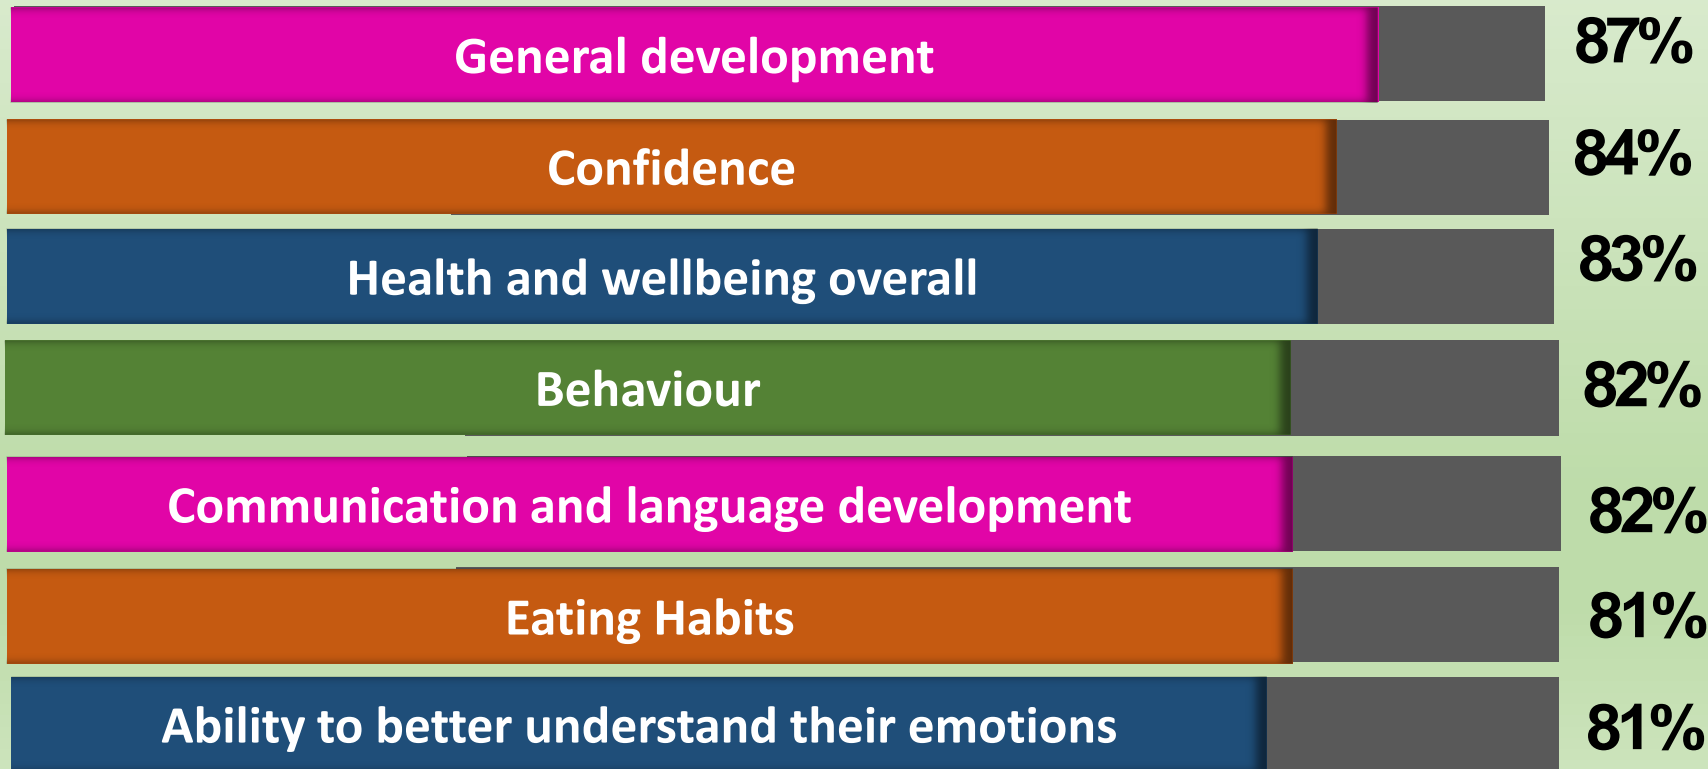 General development 87%
Confidence 84%
Health and wellbeing overall 83%
Behaviour 82%
Communication and language development 82%
Eating Habits 81%
Ability to better understand their emotions 81%